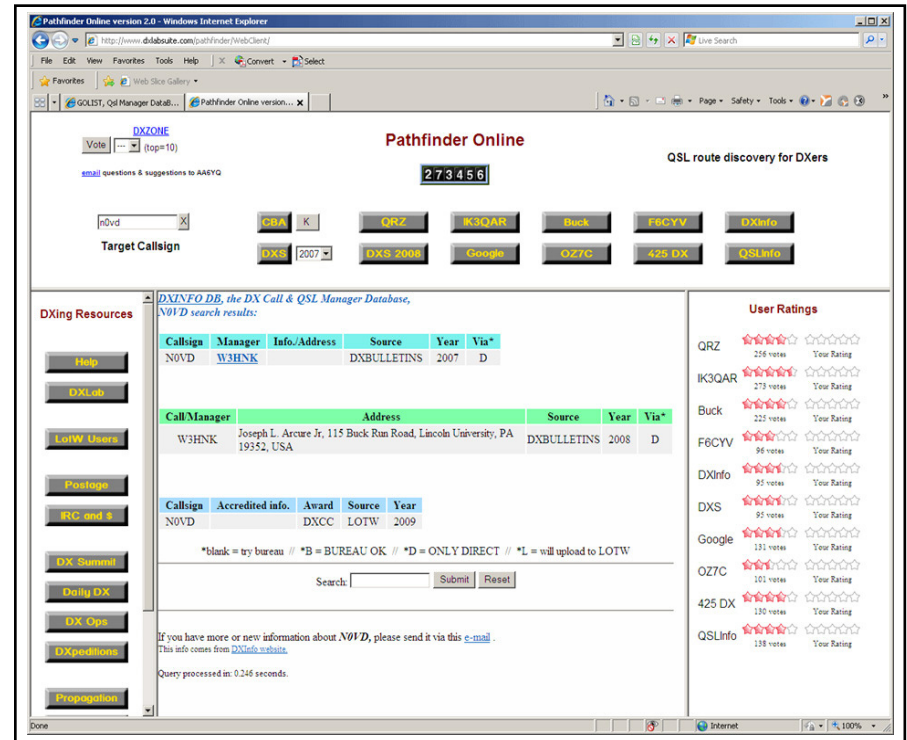 Pathfinder Online version 2.0 - Windows Internet Explorer
http://www.dxlabsuite.com/pathfinder/WebClient/
Live Search
File Edit View Favorites Tools Help X Convert Select
Favorites Web Slice Gallery
GOLIST, Qsl Manager DataB... Pathfinder Online version... X
Page Safety Tools
DXZONE
Vote --- (top=10)
email questions & suggestions to AA6YQ
Pathfinder Online
273456
QSL route discovery for DXers
n0vd X
Target Callsign
CBA K QRZ IK3QAR Buck F6CYV DXInfo
DXS 2007 DXS 2008 Google OZ7C 425 DX QSLInfo
DXing Resources
Help
DXLab
LotW Users
Postage
IRC and $
DX Summit
Daily DX
DX Ops
DXpeditions
Propagation
DXINFO DB, the DX Call & QSL Manager Database,
N0VD search results:
Callsign Manager Info./Address Source Year Via*
N0VD W3HNK DXBULLETINS 2007 D
Call/Manager Address Source Year Via*
W3HNK Joseph L. Arcure Jr, 115 Buck Run Road, Lincoln University, PA 19352, USA DXBULLETINS 2008 D
Callsign Accredited info. Award Source Year
N0VD DXCC LOTW 2009
*blank = try bureau // *B = BUREAU OK // *D = ONLY DIRECT // *L = will upload to LOTW
Search: Submit Reset
If you have more or new information about N0VD, please send it via this e-mail .
This info comes from DXInfo website.
Query processed in: 0.246 seconds.
User Ratings
QRZ 256 votes Your Rating
IK3QAR 273 votes Your Rating
Buck 225 votes Your Rating
F6CYV 96 votes Your Rating
DXInfo 95 votes Your Rating
DXS 95 votes Your Rating
Google 131 votes Your Rating
OZ7C 101 votes Your Rating
425 DX 130 votes Your Rating
QSLInfo 138 votes Your Rating
Done Internet 100%